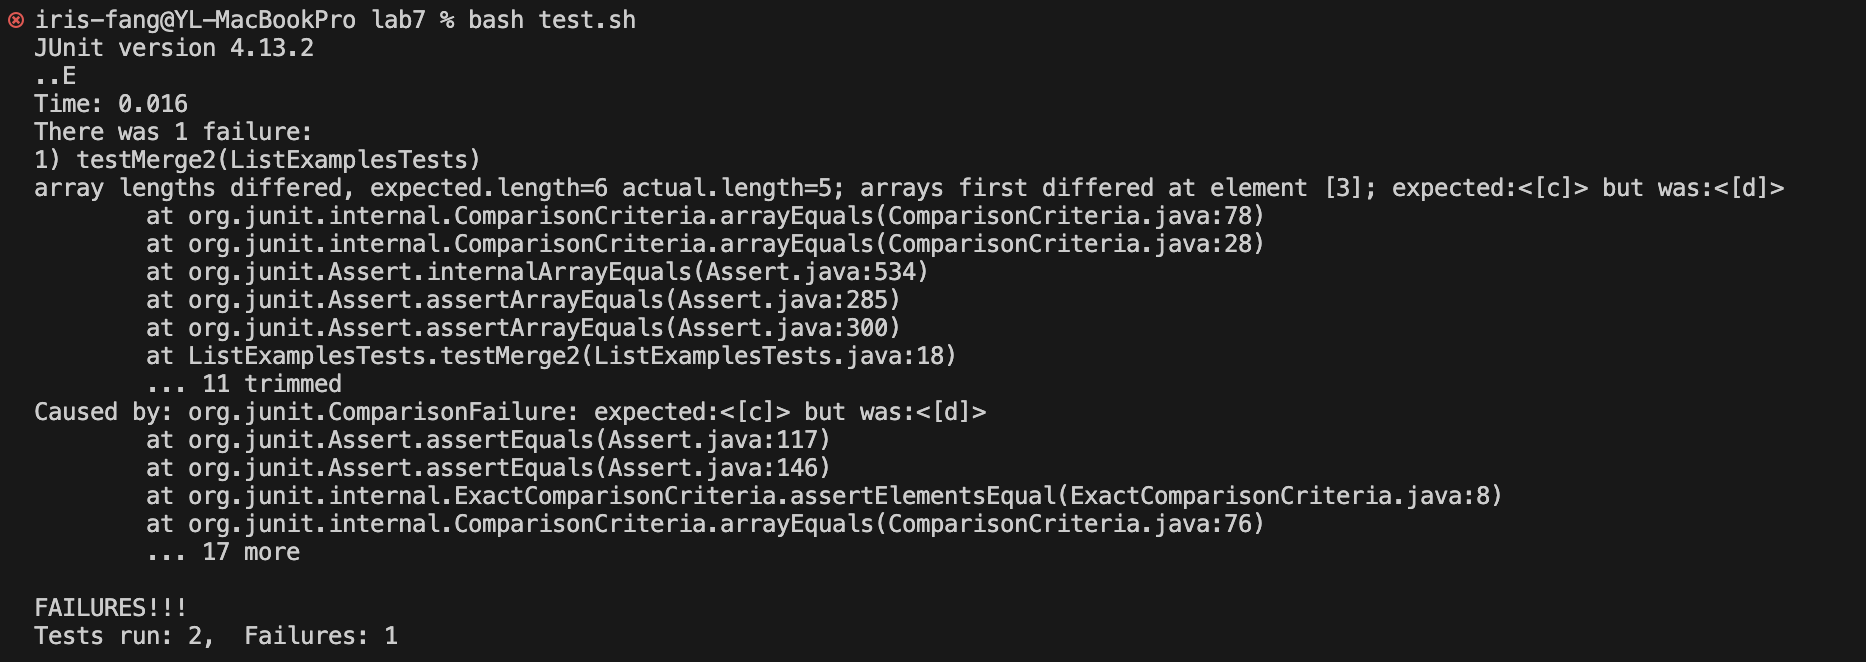 iris-fang@YL-MacBookPro lab7 % bash test.sh
JUnit version 4.13.2
..E
Time: 0.016
There was 1 failure:
1) testMerge2(ListExamplesTests)
array lengths differed, expected.length=6 actual.length=5; arrays first differed at element [3]; expected:<[c]> but was:<[d]>
        at org.junit.internal.ComparisonCriteria.arrayEquals(ComparisonCriteria.java:78)
        at org.junit.internal.ComparisonCriteria.arrayEquals(ComparisonCriteria.java:28)
        at org.junit.Assert.internalArrayEquals(Assert.java:534)
        at org.junit.Assert.assertArrayEquals(Assert.java:285)
        at org.junit.Assert.assertArrayEquals(Assert.java:300)
        at ListExamplesTests.testMerge2(ListExamplesTests.java:18)
        ... 11 trimmed
Caused by: org.junit.ComparisonFailure: expected:<[c]> but was:<[d]>
        at org.junit.Assert.assertEquals(Assert.java:117)
        at org.junit.Assert.assertEquals(Assert.java:146)
        at org.junit.internal.ExactComparisonCriteria.assertElementsEqual(ExactComparisonCriteria.java:8)
        at org.junit.internal.ComparisonCriteria.arrayEquals(ComparisonCriteria.java:76)
        ... 17 more

FAILURES!!!
Tests run: 2,  Failures: 1